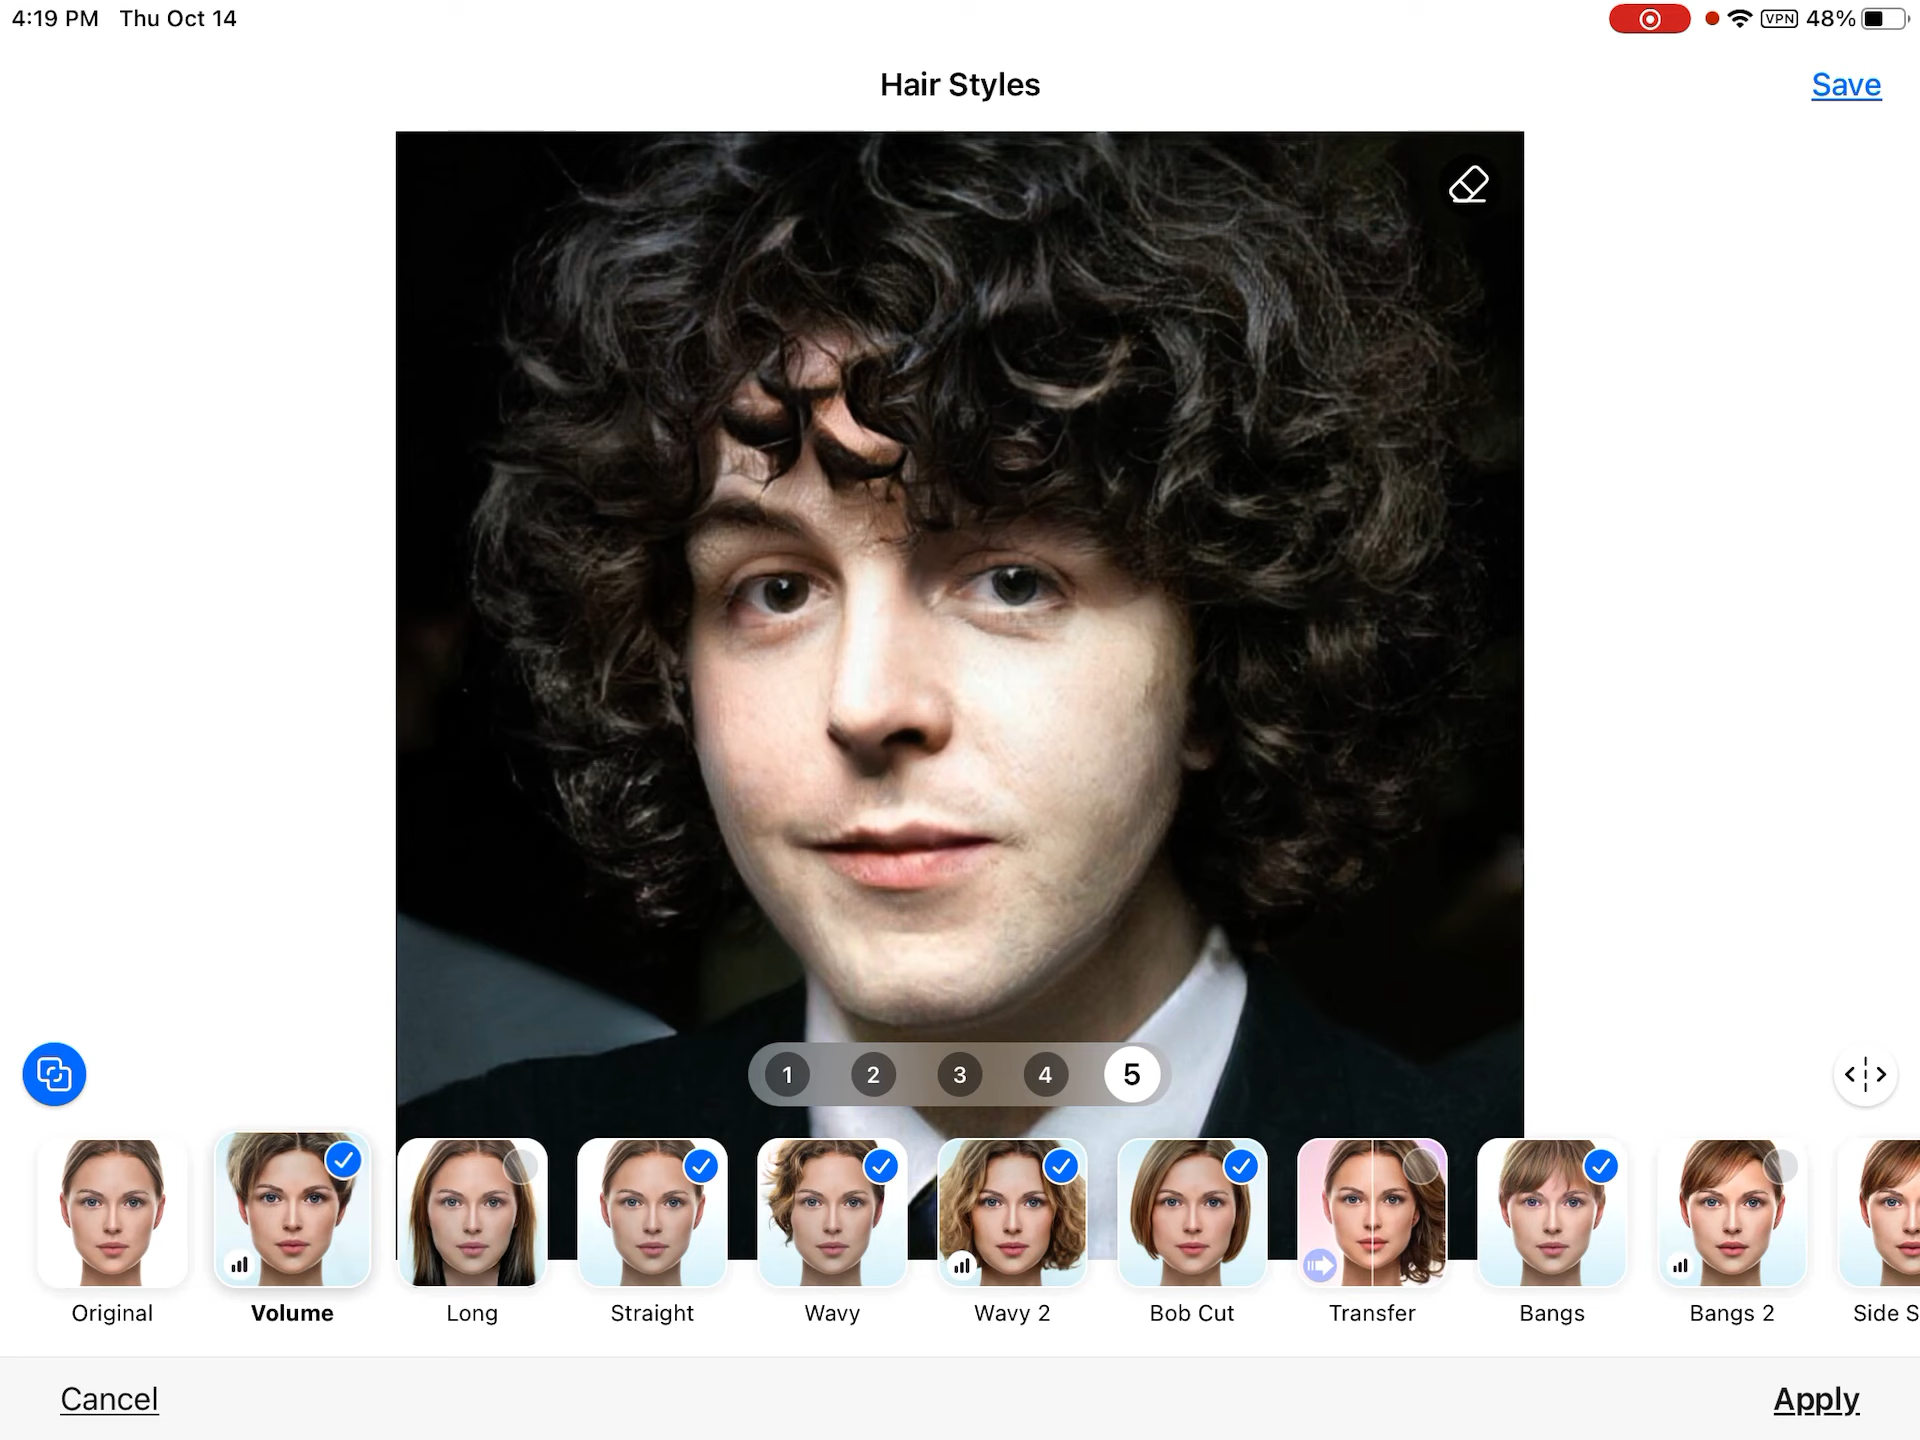 4:19 PM Thu Oct 14
VPN 48%
Hair Styles
Save
1 2 3 4 5
Original Volume Long Straight Wavy Wavy 2 Bob Cut Transfer Bangs Bangs 2 Side S
Cancel
Apply